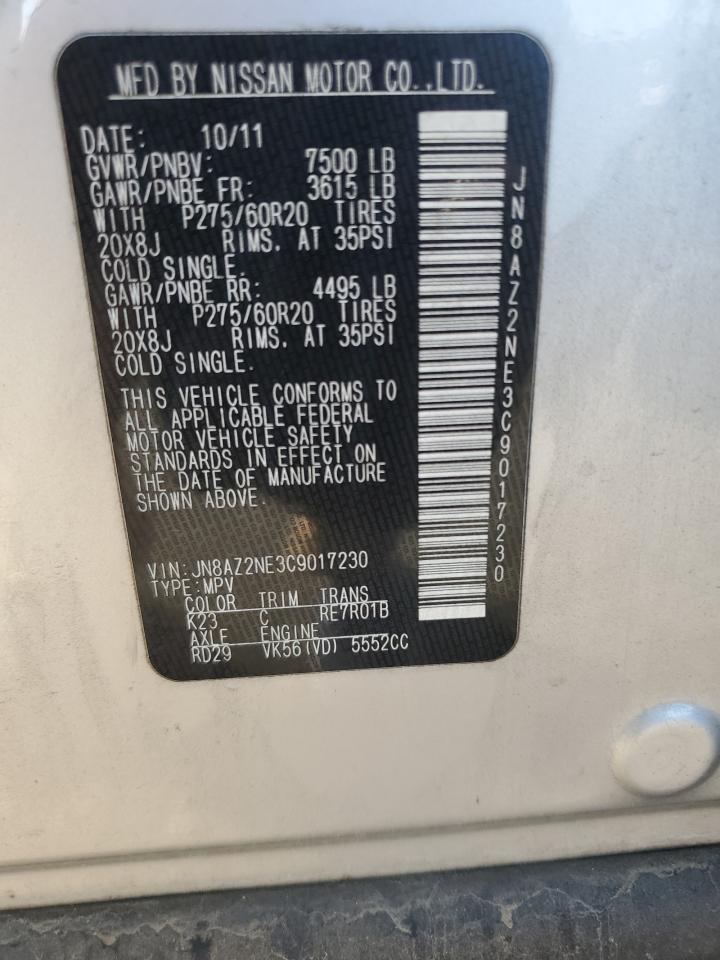 MFD BY NISSAN MOTOR CO.,LTD.
DATE: 10/11
GVWR/PNBV: 7500 LB
GAWR/PNBE FR: 3615 LB
WITH P275/60R20 TIRES
20X8J RIMS. AT 35PSI
COLD SINGLE.
GAWR/PNBE RR: 4495 LB
WITH P275/60R20 TIRES
20X8J RIMS. AT 35PSI
COLD SINGLE.
THIS VEHICLE CONFORMS TO
ALL APPLICABLE FEDERAL
MOTOR VEHICLE SAFETY
STANDARDS IN EFFECT ON
THE DATE OF MANUFACTURE
SHOWN ABOVE.
VIN:JN8AZ2NE3C9017230
TYPE:MPV
COLOR TRIM TRANS
K23 C RE7R01B
AXLE ENGINE
RD29 VK56(VD) 5552CC
JN8AZ2NE3C9017230